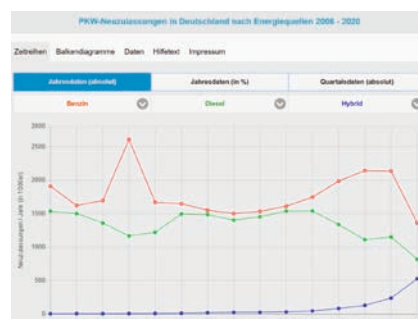 PKW-Neuzulassungen in Deutschland nach Energiequellen 2006 - 2020
Zeitreihen Balkendiagramme Daten Hilfetext Impressum
Jahresdaten (absolut) Jahresdaten (in %) Quartalsdaten (absolut)
Benzin Diesel Hybrid
Neuzulassungen / Jahr (in 1000er)
2500
2000
1500
1000
500
0